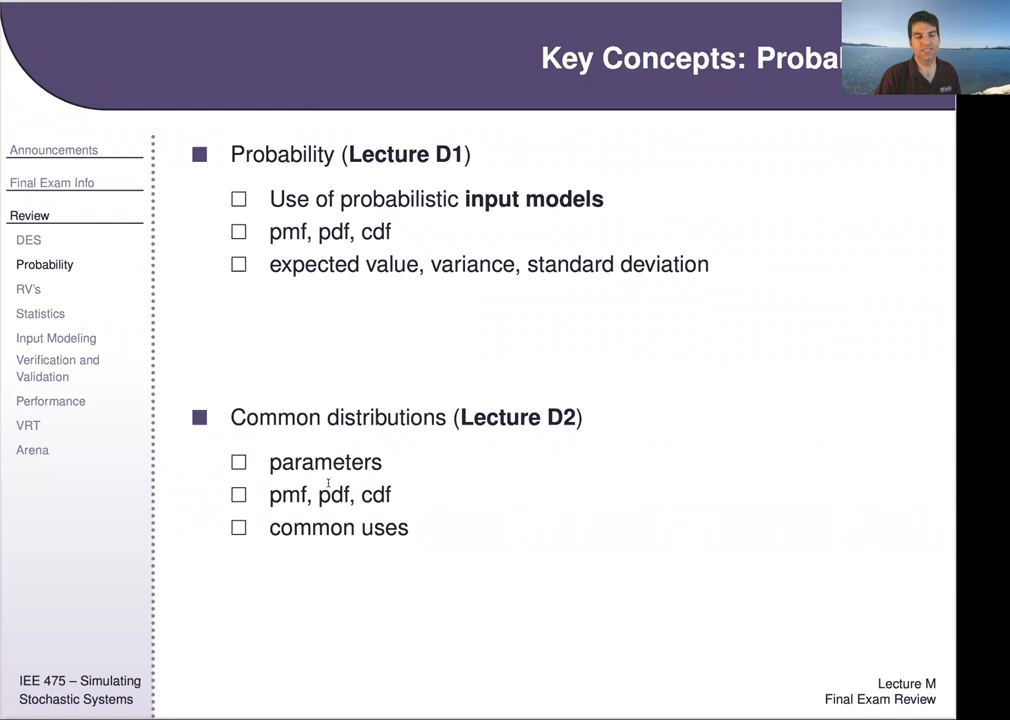 Key Concepts: Proba
Announcements
Final Exam Info
Review
DES
Probability
RV's
Statistics
Input Modeling
Verification and
Validation
Performance
VRT
Arena
Probability (Lecture D1)
Use of probabilistic input models
pmf, pdf, cdf
expected value, variance, standard deviation
Common distributions (Lecture D2)
parameters
pmf, pdf, cdf
common uses
IEE 475 – Simulating
Stochastic Systems
Lecture M
Final Exam Review